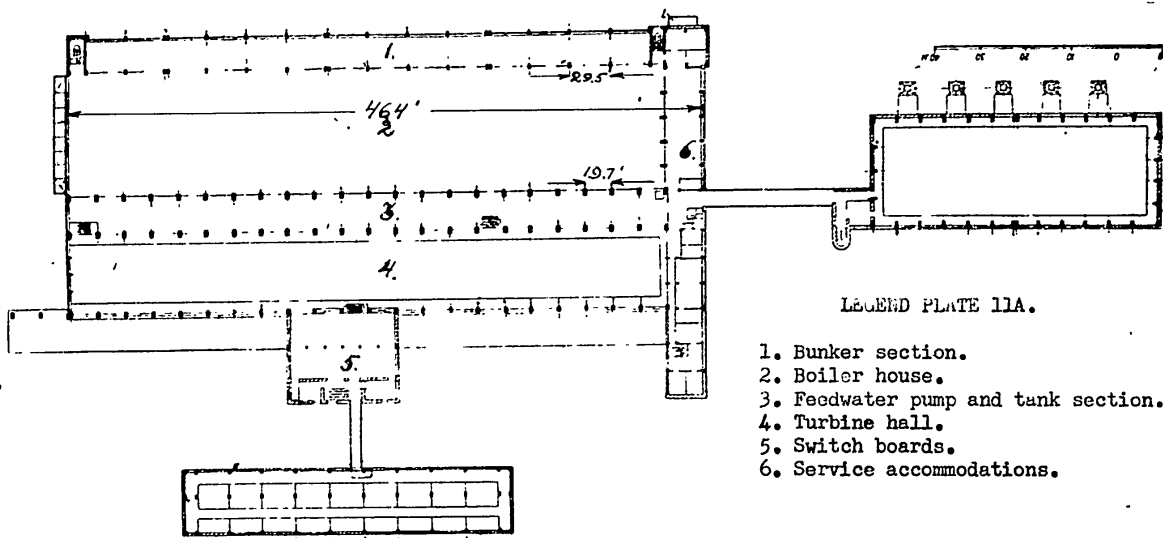 1.
29.5
464'
2
6.
19.7'
3.
4.
5.
LEGEND PLATE 11A.
1. Bunker section.
2. Boiler house.
3. Feedwater pump and tank section.
4. Turbine hall.
5. Switch boards.
6. Service accommodations.